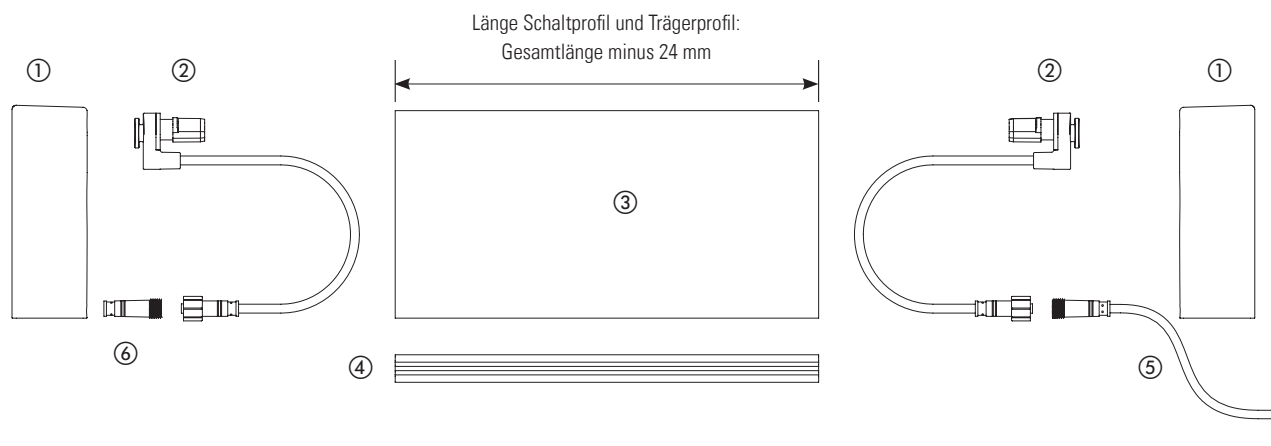 Länge Schaltprofil und Trägerprofil:
Gesamtlänge minus 24 mm
① ② ② ①
③
⑥ ④ ⑤